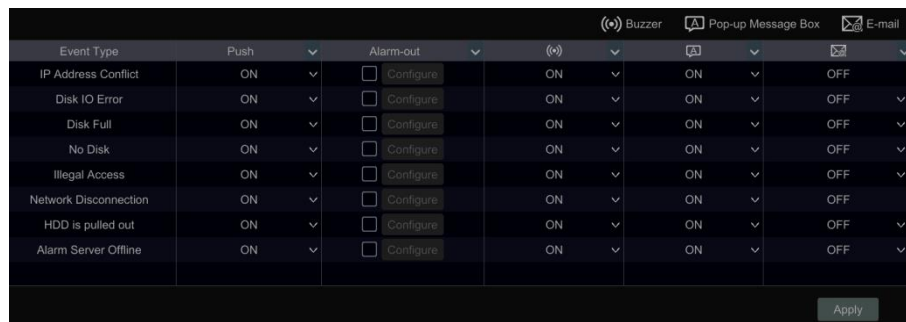 Buzzer Pop-up Message Box E-mail
Event Type Push Alarm-out
IP Address Conflict ON Configure ON ON OFF
Disk IO Error ON Configure ON ON OFF
Disk Full ON Configure ON ON OFF
No Disk ON Configure ON ON OFF
Illegal Access ON Configure ON ON OFF
Network Disconnection ON Configure ON ON OFF
HDD is pulled out ON Configure ON ON OFF
Alarm Server Offline ON Configure ON ON OFF
Apply